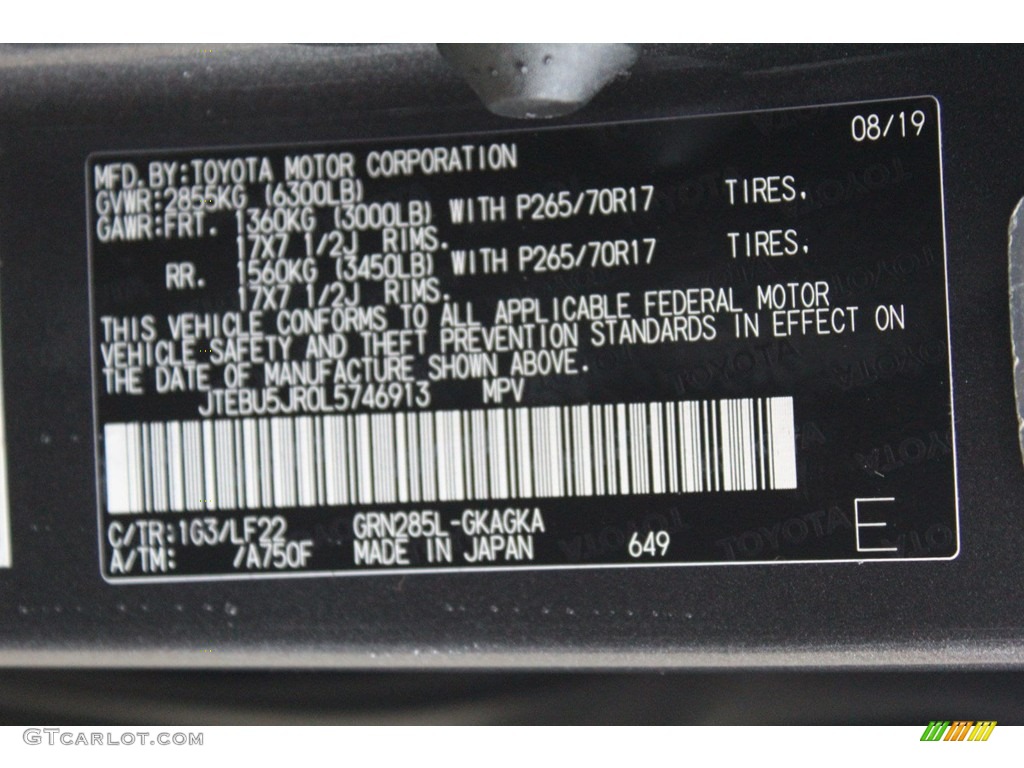 08/19
MFD. BY: TOYOTA MOTOR CORPORATION
GVWR: 2855KG (6300LB)
GAWR: FRT. 1360KG (3000LB) WITH P265/70R17 TIRES,
17X7 1/2J RIMS.
RR. 1560KG (3450LB) WITH P265/70R17 TIRES,
17X7 1/2J RIMS.
THIS VEHICLE CONFORMS TO ALL APPLICABLE FEDERAL MOTOR
VEHICLE SAFETY AND THEFT PREVENTION STANDARDS IN EFFECT ON
THE DATE OF MANUFACTURE SHOWN ABOVE.
JTEBU5JR0L5746913 MPV
C/TR: 1G3/LF22 GRN285L-GKAGKA
A/TM: /A750F MADE IN JAPAN 649 E
GTCarlot.com